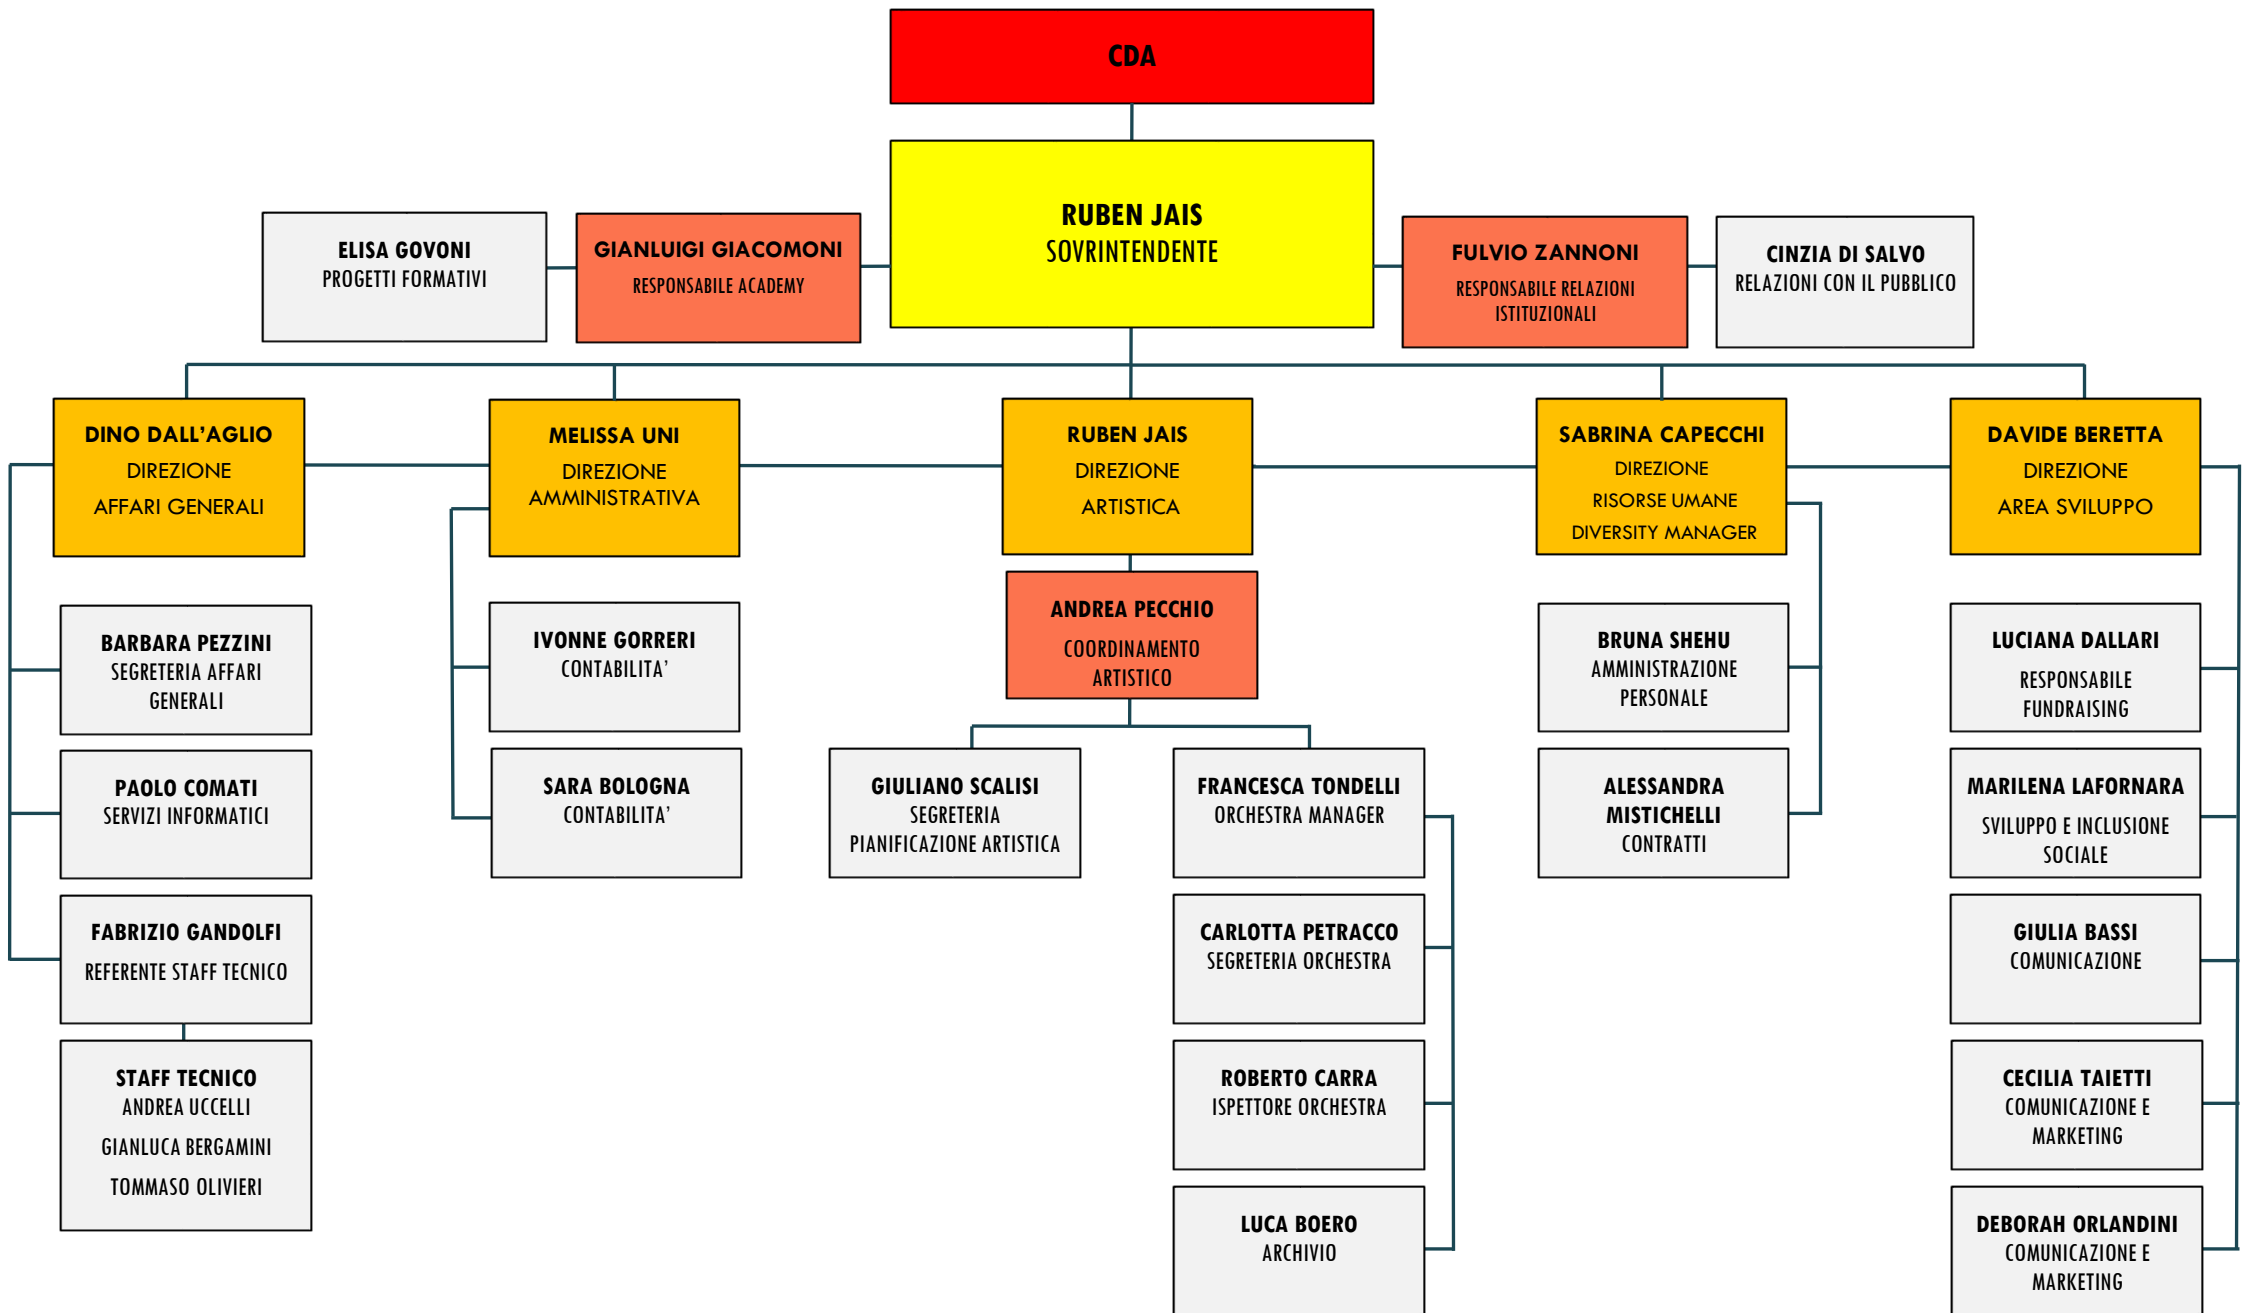 CDA
RUBEN JAIS
SOVRINTENDENTE
ELISA GOVONI
PROGETTI FORMATIVI
GIANLUIGI GIACOMONI
RESPONSABILE ACADEMY
FULVIO ZANNONI
RESPONSABILE RELAZIONI
ISTITUZIONALI
CINZIA DI SALVO
RELAZIONI CON IL PUBBLICO
DINO DALL’AGLIO
DIREZIONE
AFFARI GENERALI
MELISSA UNI
DIREZIONE
AMMINISTRATIVA
RUBEN JAIS
DIREZIONE
ARTISTICA
SABRINA CAPECCHI
DIREZIONE
RISORSE UMANE
DIVERSITY MANAGER
DAVIDE BERETTA
DIREZIONE
AREA SVILUPPO
BARBARA PEZZINI
SEGRETERIA AFFARI
GENERALI
PAOLO COMATI
SERVIZI INFORMATICI
FABRIZIO GANDOLFI
REFERENTE STAFF TECNICO
STAFF TECNICO
ANDREA UCCELLI
GIANLUCA BERGAMINI
TOMMASO OLIVIERI
IVONNE GORRERI
CONTABILITA’
SARA BOLOGNA
CONTABILITA’
ANDREA PECCHIO
COORDINAMENTO
ARTISTICO
GIULIANO SCALISI
SEGRETERIA
PIANIFICAZIONE ARTISTICA
FRANCESCA TONDELLI
ORCHESTRA MANAGER
CARLOTTA PETRACCO
SEGRETERIA ORCHESTRA
ROBERTO CARRA
ISPETTORE ORCHESTRA
LUCA BOERO
ARCHIVIO
BRUNA SHEHU
AMMINISTRAZIONE
PERSONALE
ALESSANDRA
MISTICHELLI
CONTRATTI
LUCIANA DALLARI
RESPONSABILE
FUNDRAISING
MARILENA LAFORNARA
SVILUPPO E INCLUSIONE
SOCIALE
GIULIA BASSI
COMUNICAZIONE
CECILIA TAIETTI
COMUNICAZIONE E
MARKETING
DEBORAH ORLANDINI
COMUNICAZIONE E
MARKETING